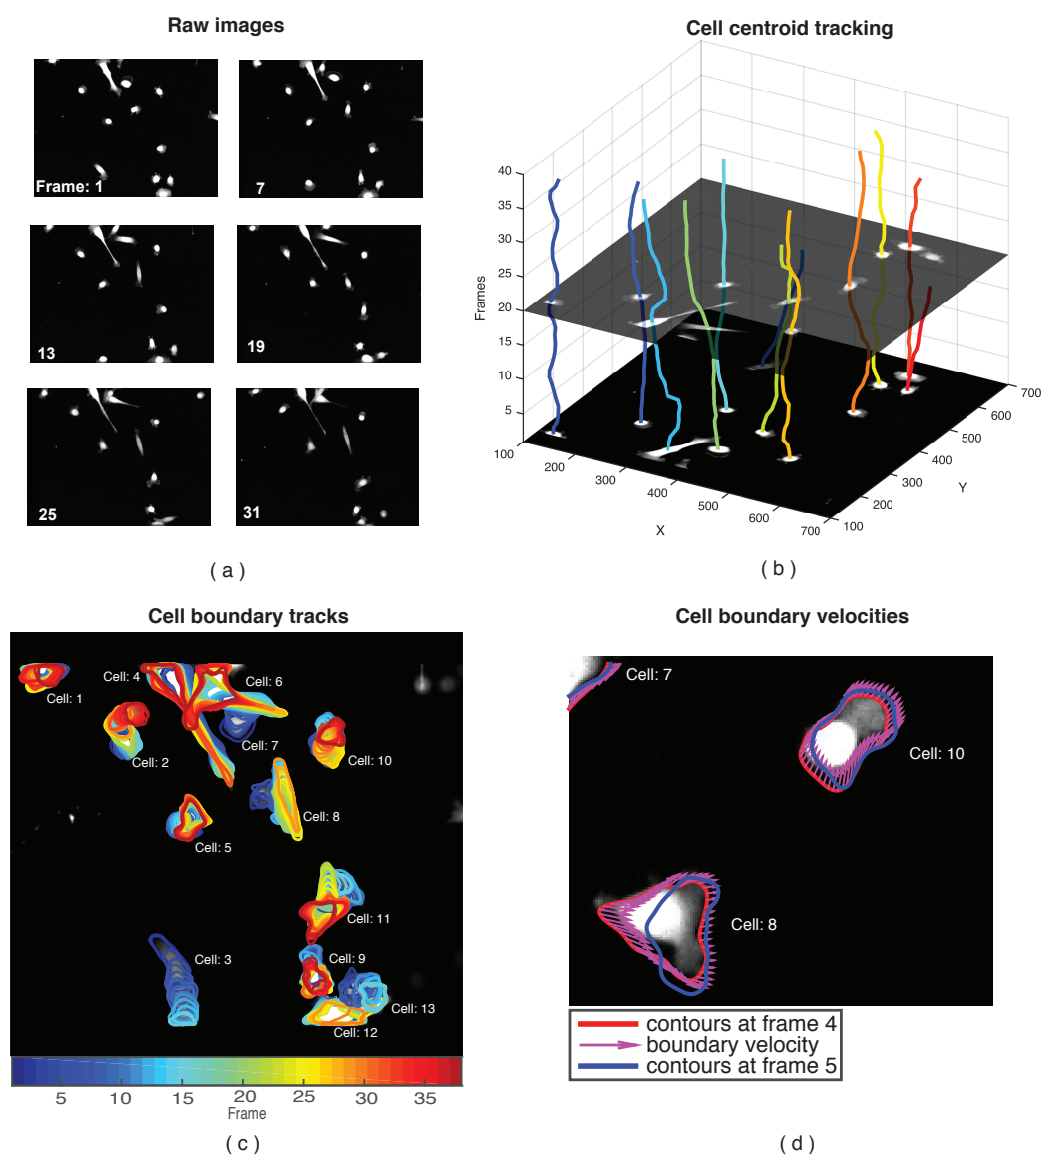 Raw images
Frame: 1
7
13
19
25
31
( a )
Cell centroid tracking
40
35
30
25
20
15
10
5
Frames
100
200
300
400
500
600
700
X
100
200
300
400
500
600
700
Y
( b )
Cell boundary tracks
Cell: 4
Cell: 6
Cell: 1
Cell: 7
Cell: 2
Cell: 10
Cell: 8
Cell: 5
Cell: 11
Cell: 3
Cell: 9
Cell: 13
Cell: 12
5
10
15
20
25
30
35
Frame
( c )
Cell boundary velocities
Cell: 7
Cell: 10
Cell: 8
contours at frame 4
boundary velocity
contours at frame 5
( d )